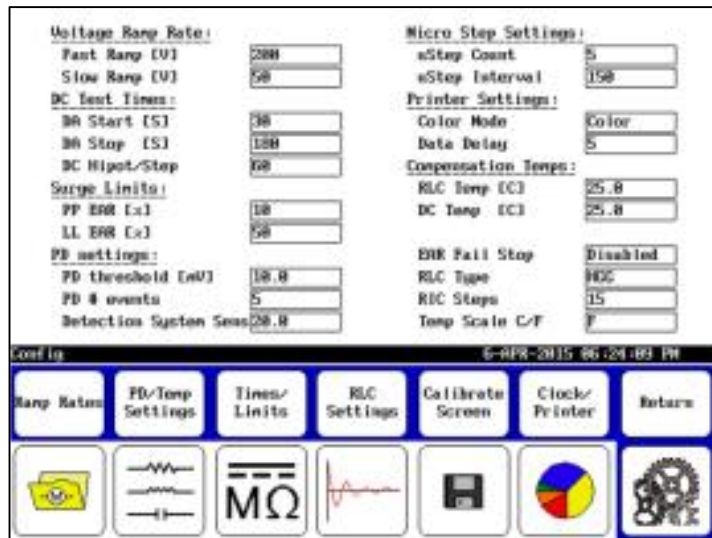 Voltage Ramp Rate:
Fast Ramp [V] 200
Slow Ramp [V] 50
DC Test Times:
DA Start [S] 30
DA Stop [S] 180
DC Hipot/Step 60
Surge Limits:
PP EAR [%] 10
LL EAR [%] 50
PD settings:
PD threshold [mV] 10.0
PD # events 5
Detection System Sens 20.0
Micro Step Settings:
uStep Count 5
uStep Interval 150
Printer Settings:
Color Mode Color
Data Delay 5
Compensation Temps:
RLC Temp [C] 25.0
DC Temp [C] 25.0
EAR Fail Stop Disabled
RLC Type
RIC Steps 15
Temp Scale C/F F
Config 6-APR-2015 06:24:09 PM
Ramp Rates
PD/Temp
Settings
Times/
Limits
RLC
Settings
Calibrate
Screen
Clock/
Printer
Return
M
MΩ